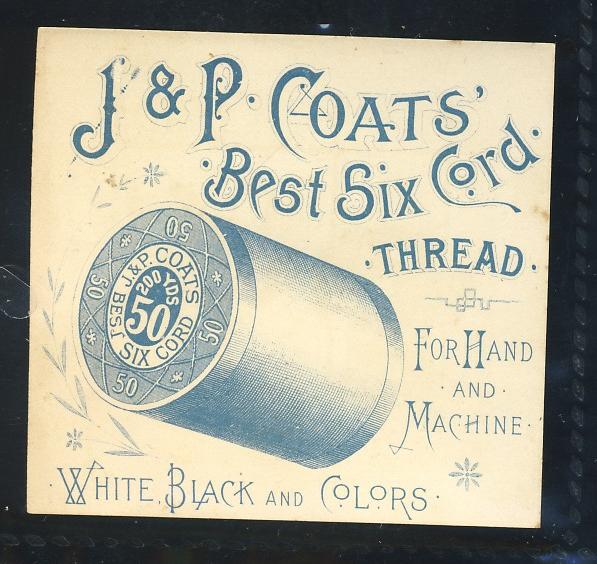 J & P. COATS'
·Best Six Cord·
·THREAD·
50
50
50
50
J. & P. COATS
BEST SIX CORD
200 YDS
50
FOR HAND
·AND·
MACHINE·
·WHITE, BLACK AND COLORS·